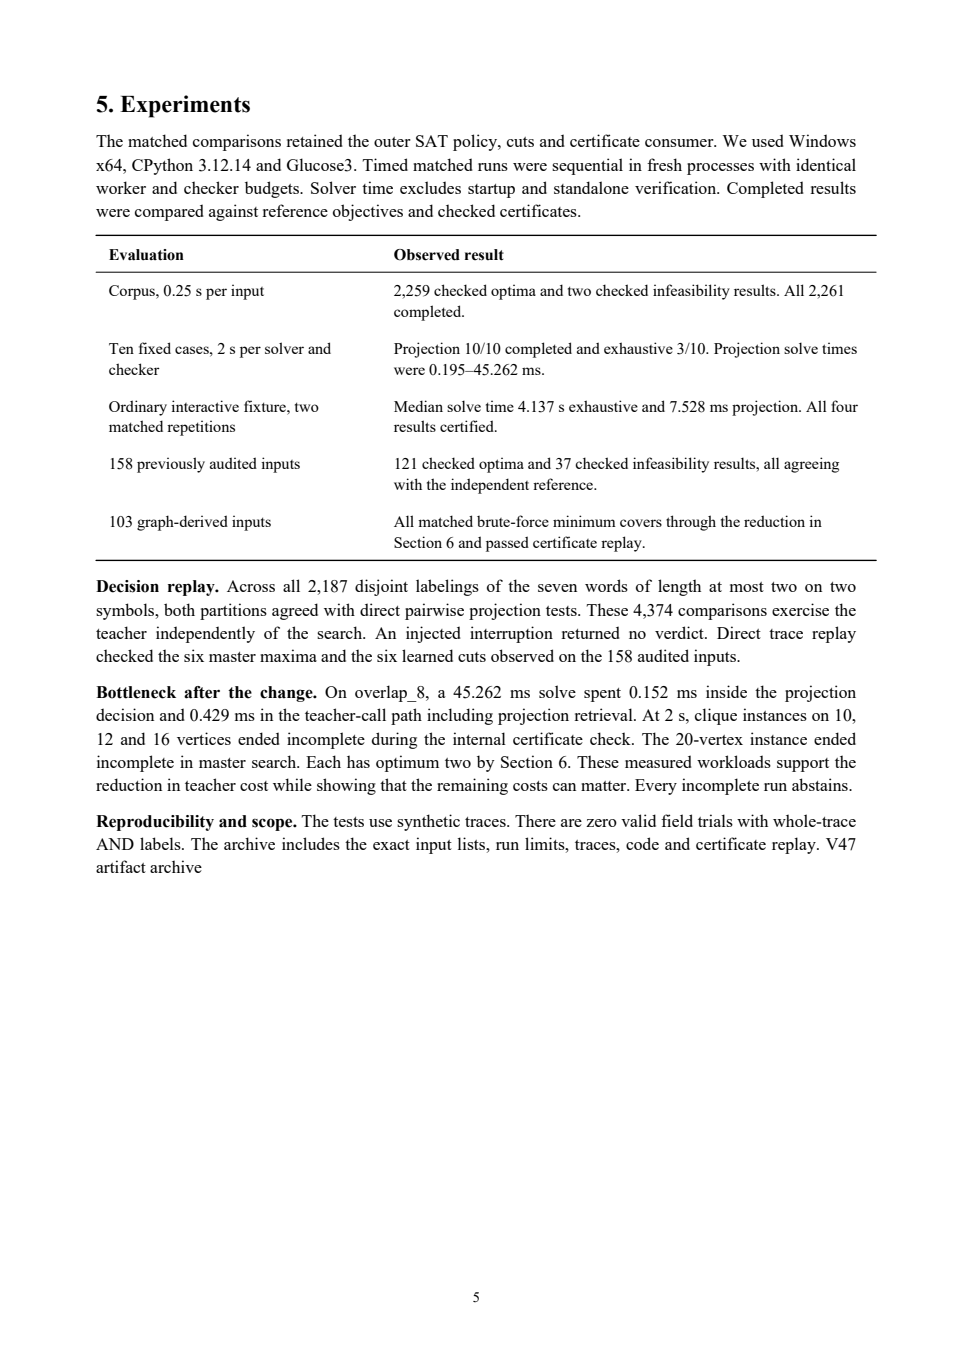 5. Experiments
The matched comparisons retained the outer SAT policy, cuts and certificate consumer. We used Windows
x64, CPython 3.12.14 and Glucose3. Timed matched runs were sequential in fresh processes with identical
worker and checker budgets. Solver time excludes startup and standalone verification. Completed results
were compared against reference objectives and checked certificates.
Evaluation Observed result
Corpus, 0.25 s per input 2,259 checked optima and two checked infeasibility results. All 2,261
completed.
Ten fixed cases, 2 s per solver and Projection 10/10 completed and exhaustive 3/10. Projection solve times
checker were 0.195–45.262 ms.
Ordinary interactive fixture, two Median solve time 4.137 s exhaustive and 7.528 ms projection. All four
matched repetitions results certified.
158 previously audited inputs 121 checked optima and 37 checked infeasibility results, all agreeing
with the independent reference.
103 graph-derived inputs All matched brute-force minimum covers through the reduction in
Section 6 and passed certificate replay.
Decision replay. Across all 2,187 disjoint labelings of the seven words of length at most two on two
symbols, both partitions agreed with direct pairwise projection tests. These 4,374 comparisons exercise the
teacher independently of the search. An injected interruption returned no verdict. Direct trace replay
checked the six master maxima and the six learned cuts observed on the 158 audited inputs.
Bottleneck after the change. On overlap_8, a 45.262 ms solve spent 0.152 ms inside the projection
decision and 0.429 ms in the teacher-call path including projection retrieval. At 2 s, clique instances on 10,
12 and 16 vertices ended incomplete during the internal certificate check. The 20-vertex instance ended
incomplete in master search. Each has optimum two by Section 6. These measured workloads support the
reduction in teacher cost while showing that the remaining costs can matter. Every incomplete run abstains.
Reproducibility and scope. The tests use synthetic traces. There are zero valid field trials with whole-trace
AND labels. The archive includes the exact input lists, run limits, traces, code and certificate replay. V47
artifact archive
5